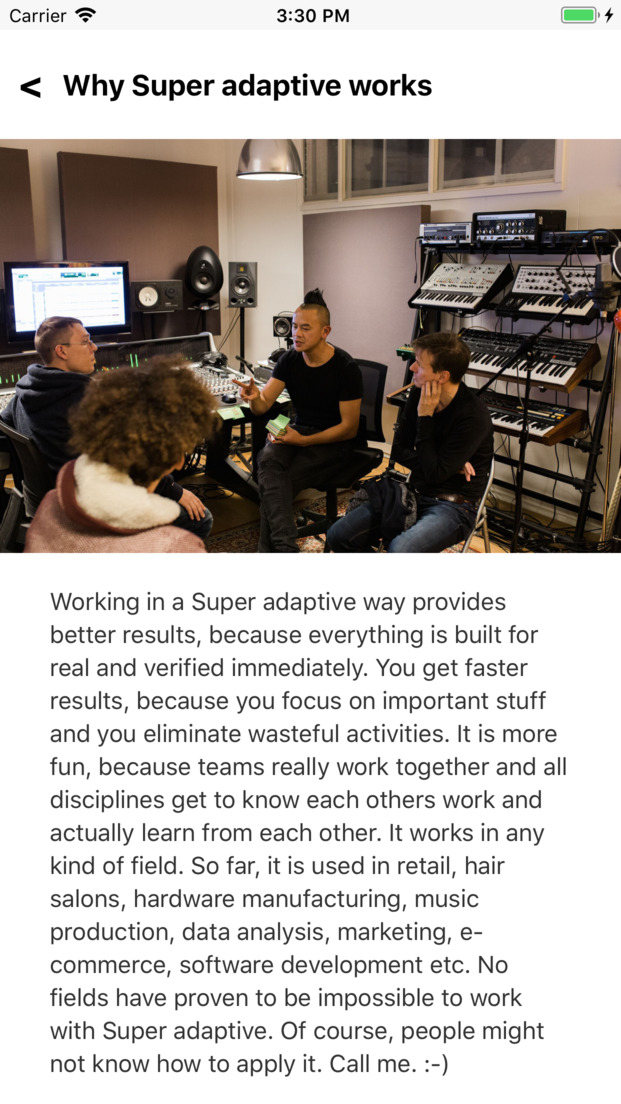 Carrier 3:30 PM
< Why Super adaptive works
Working in a Super adaptive way provides
better results, because everything is built for
real and verified immediately. You get faster
results, because you focus on important stuff
and you eliminate wasteful activities. It is more
fun, because teams really work together and all
disciplines get to know each others work and
actually learn from each other. It works in any
kind of field. So far, it is used in retail, hair
salons, hardware manufacturing, music
production, data analysis, marketing, e-
commerce, software development etc. No
fields have proven to be impossible to work
with Super adaptive. Of course, people might
not know how to apply it. Call me. :-)